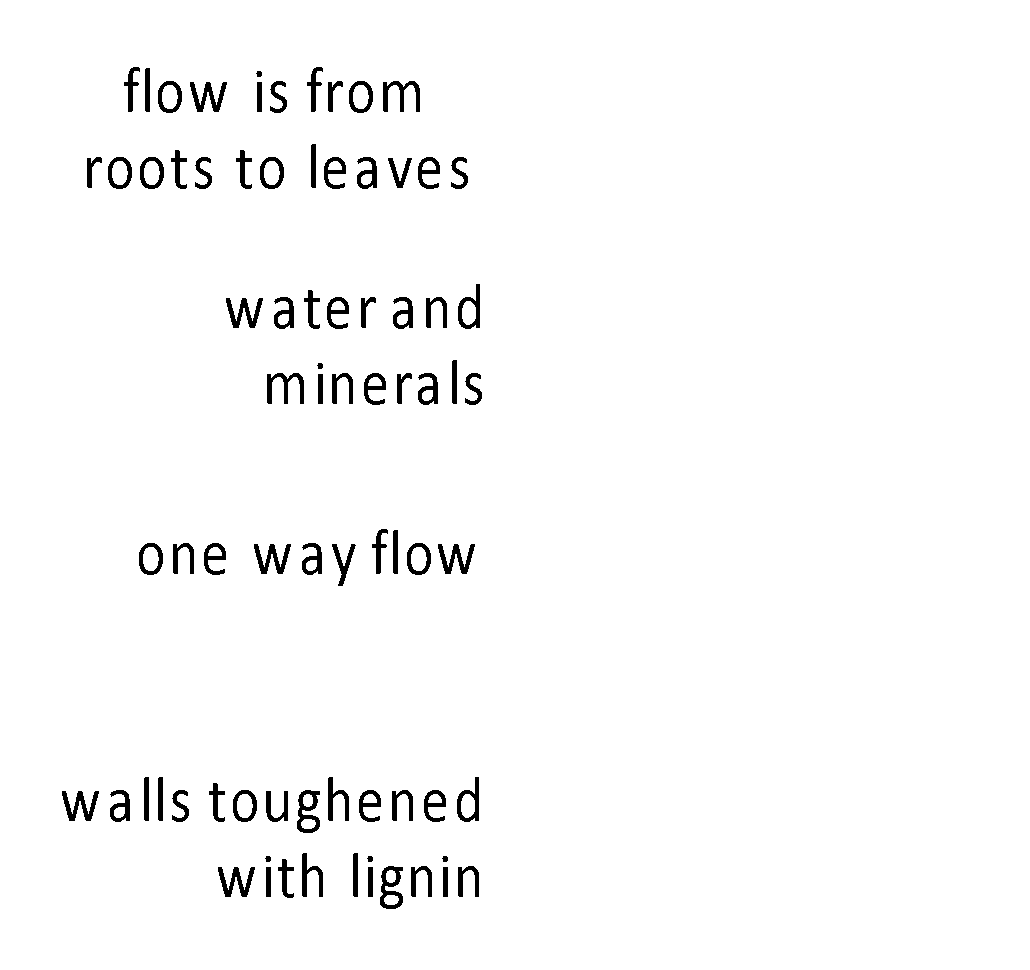 flow is from
roots to leaves
water and
minerals
one way flow
walls toughened
with lignin